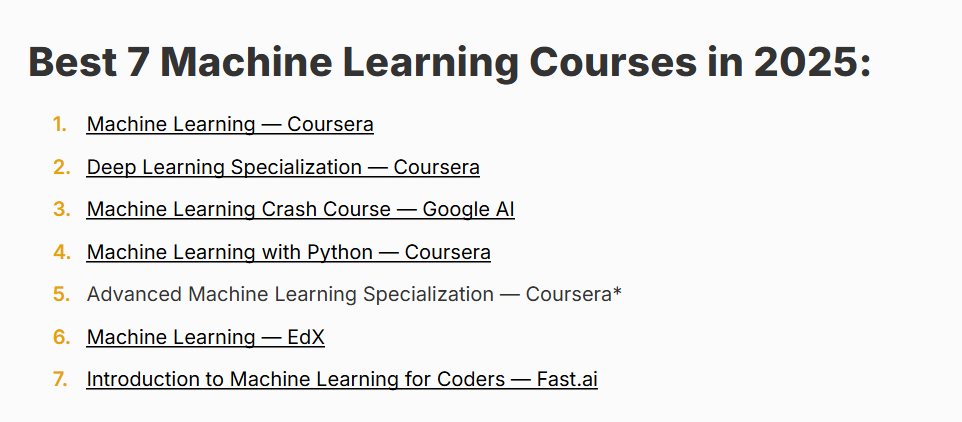 Best 7 Machine Learning Courses in 2025:
1. Machine Learning — Coursera
2. Deep Learning Specialization — Coursera
3. Machine Learning Crash Course — Google AI
4. Machine Learning with Python — Coursera
5. Advanced Machine Learning Specialization — Coursera*
6. Machine Learning — EdX
7. Introduction to Machine Learning for Coders — Fast.ai